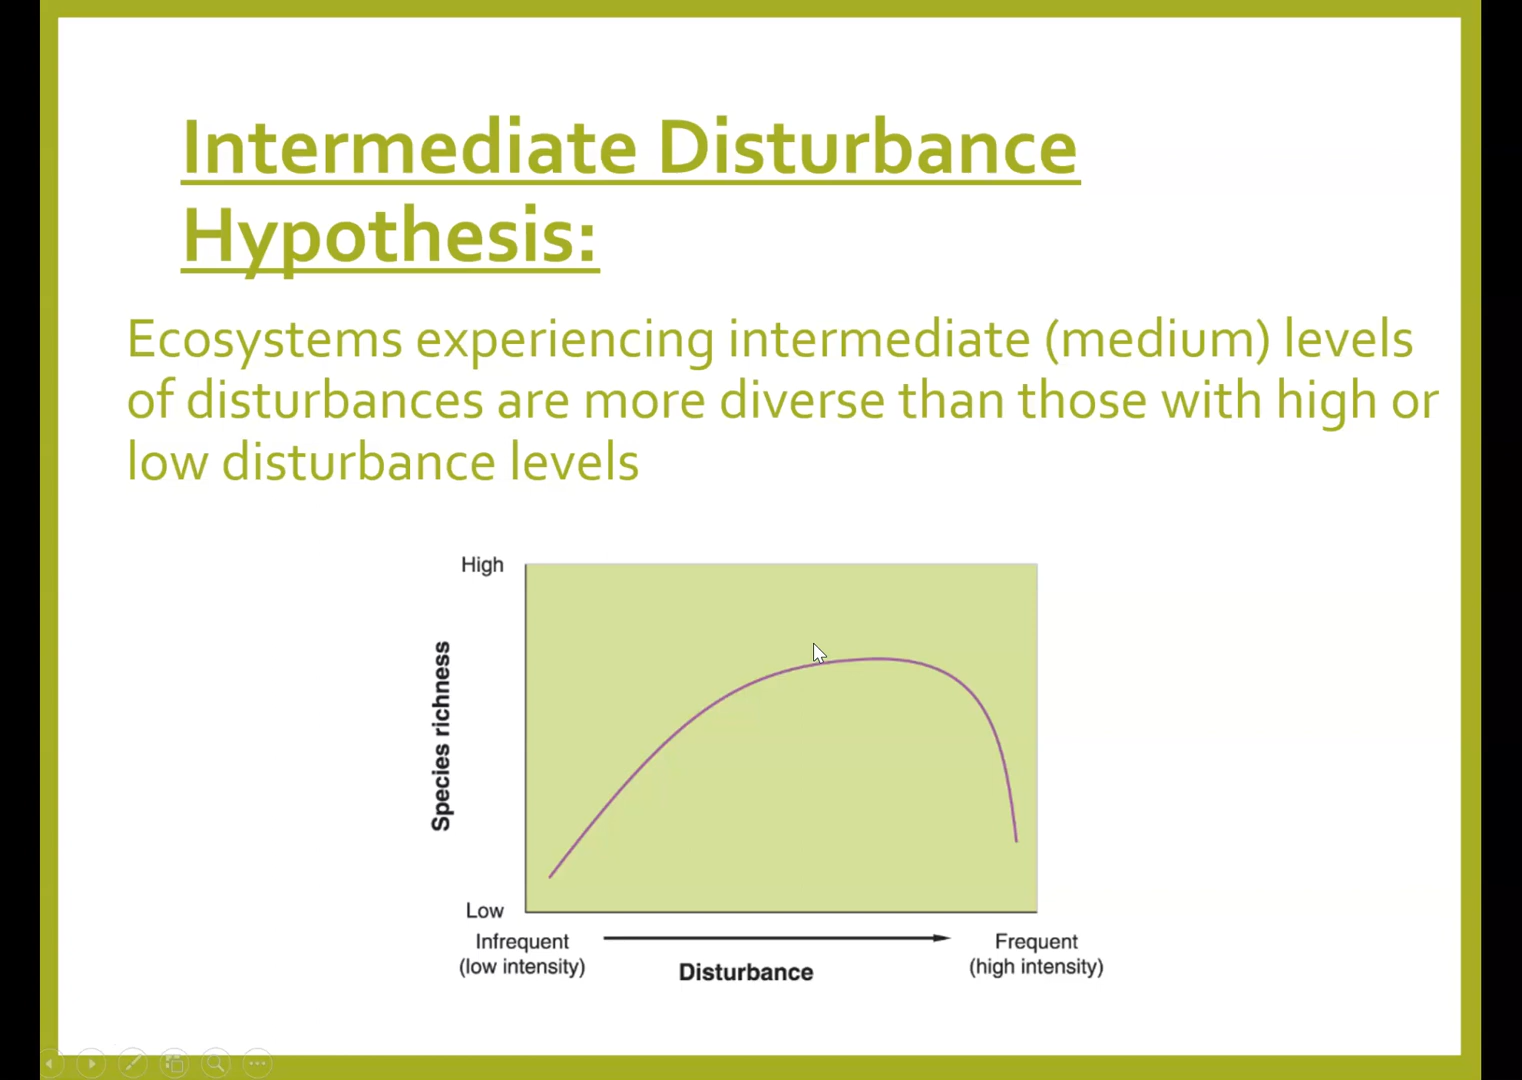 Intermediate Disturbance
Hypothesis:
Ecosystems experiencing intermediate (medium) levels
of disturbances are more diverse than those with high or
low disturbance levels
High
Species richness
Low
Infrequent
(low intensity)
Disturbance
Frequent
(high intensity)